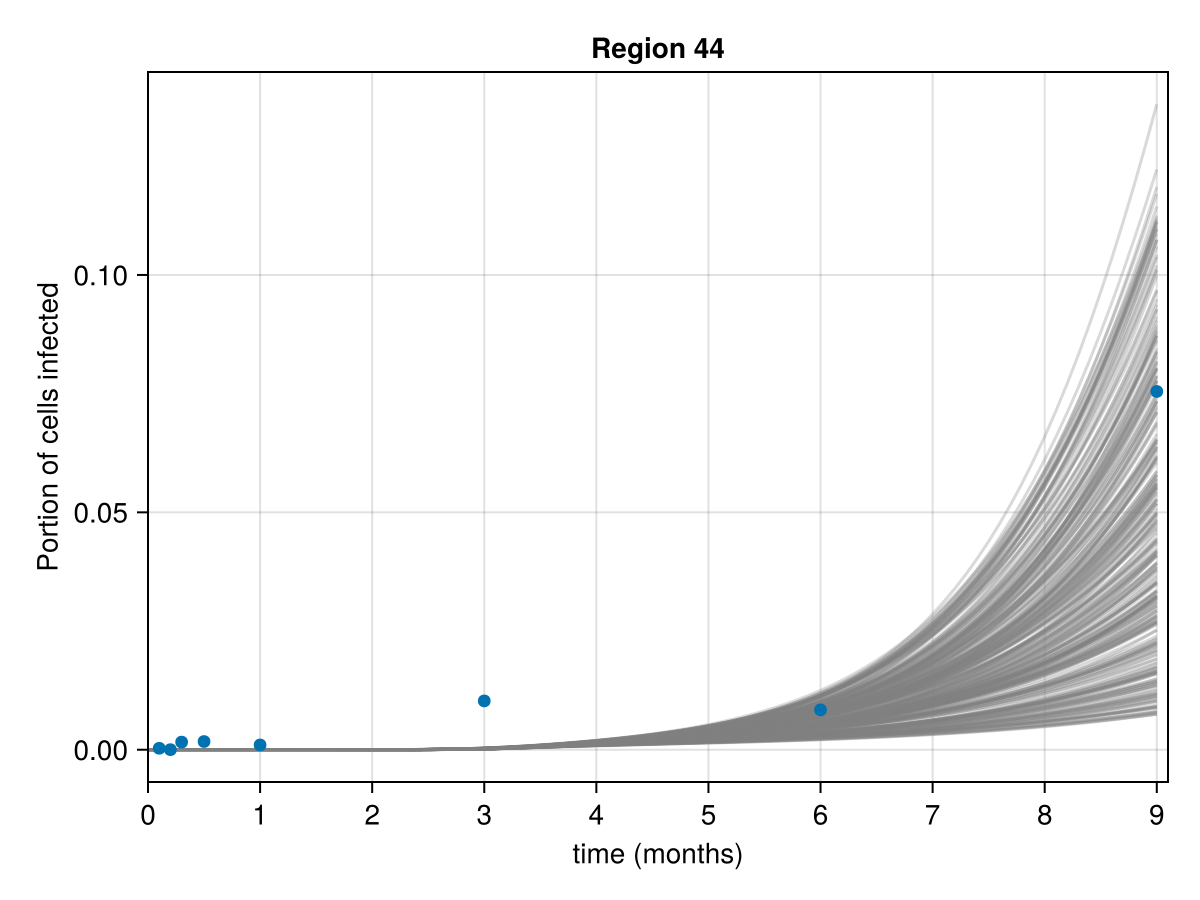 Region 44
Portion of cells infected
0.10
0.05
0.00
0 1 2 3 4 5 6 7 8 9
time (months)